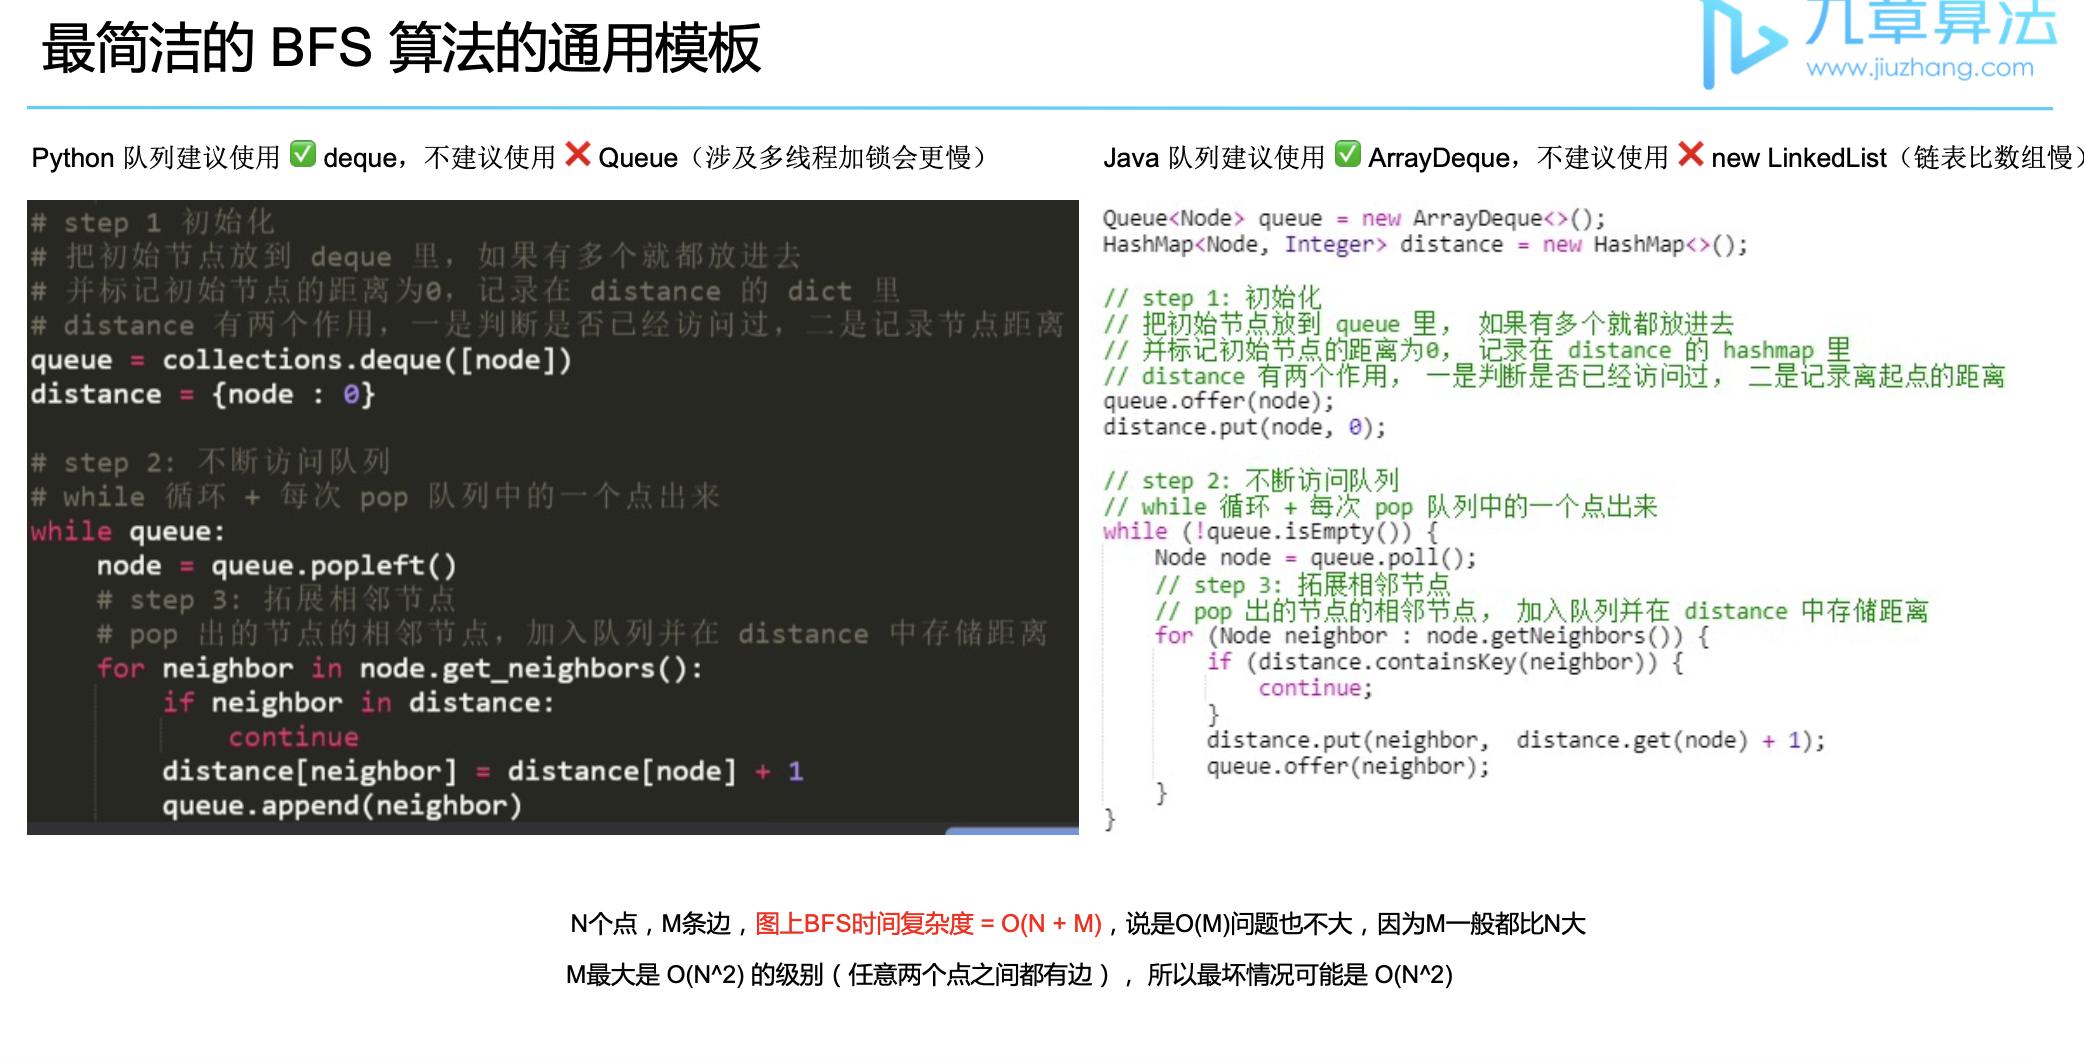 最简洁的 BFS 算法的通用模板
九章算法
www.jiuzhang.com
Python 队列建议使用 ✅ deque，不建议使用 ❌ Queue（涉及多线程加锁会更慢）
# step 1 初始化
# 把初始节点放到 deque 里，如果有多个就都放进去
# 并标记初始节点的距离为0，记录在 distance 的 dict 里
# distance 有两个作用，一是判断是否已经访问过，二是记录节点距离
queue = collections.deque([node])
distance = {node : 0}
# step 2: 不断访问队列
# while 循环 + 每次 pop 队列中的一个点出来
while queue:
    node = queue.popleft()
    # step 3: 拓展相邻节点
    # pop 出的节点的相邻节点，加入队列并在 distance 中存储距离
    for neighbor in node.get_neighbors():
        if neighbor in distance:
            continue
        distance[neighbor] = distance[node] + 1
        queue.append(neighbor)
Java 队列建议使用 ✅ ArrayDeque，不建议使用 ❌ new LinkedList（链表比数组慢）
Queue<Node> queue = new ArrayDeque<>();
HashMap<Node, Integer> distance = new HashMap<>();
// step 1: 初始化
// 把初始节点放到 queue 里， 如果有多个就都放进去
// 并标记初始节点的距离为0， 记录在 distance 的 hashmap 里
// distance 有两个作用， 一是判断是否已经访问过， 二是记录离起点的距离
queue.offer(node);
distance.put(node, 0);
// step 2: 不断访问队列
// while 循环 + 每次 pop 队列中的一个点出来
while (!queue.isEmpty()) {
    Node node = queue.poll();
    // step 3: 拓展相邻节点
    // pop 出的节点的相邻节点， 加入队列并在 distance 中存储距离
    for (Node neighbor : node.getNeighbors()) {
        if (distance.containsKey(neighbor)) {
            continue;
        }
        distance.put(neighbor,  distance.get(node) + 1);
        queue.offer(neighbor);
    }
}
N个点，M条边，图上BFS时间复杂度 = O(N + M)，说是O(M)问题也不大，因为M一般都比N大
M最大是 O(N^2) 的级别（任意两个点之间都有边），所以最坏情况可能是 O(N^2)